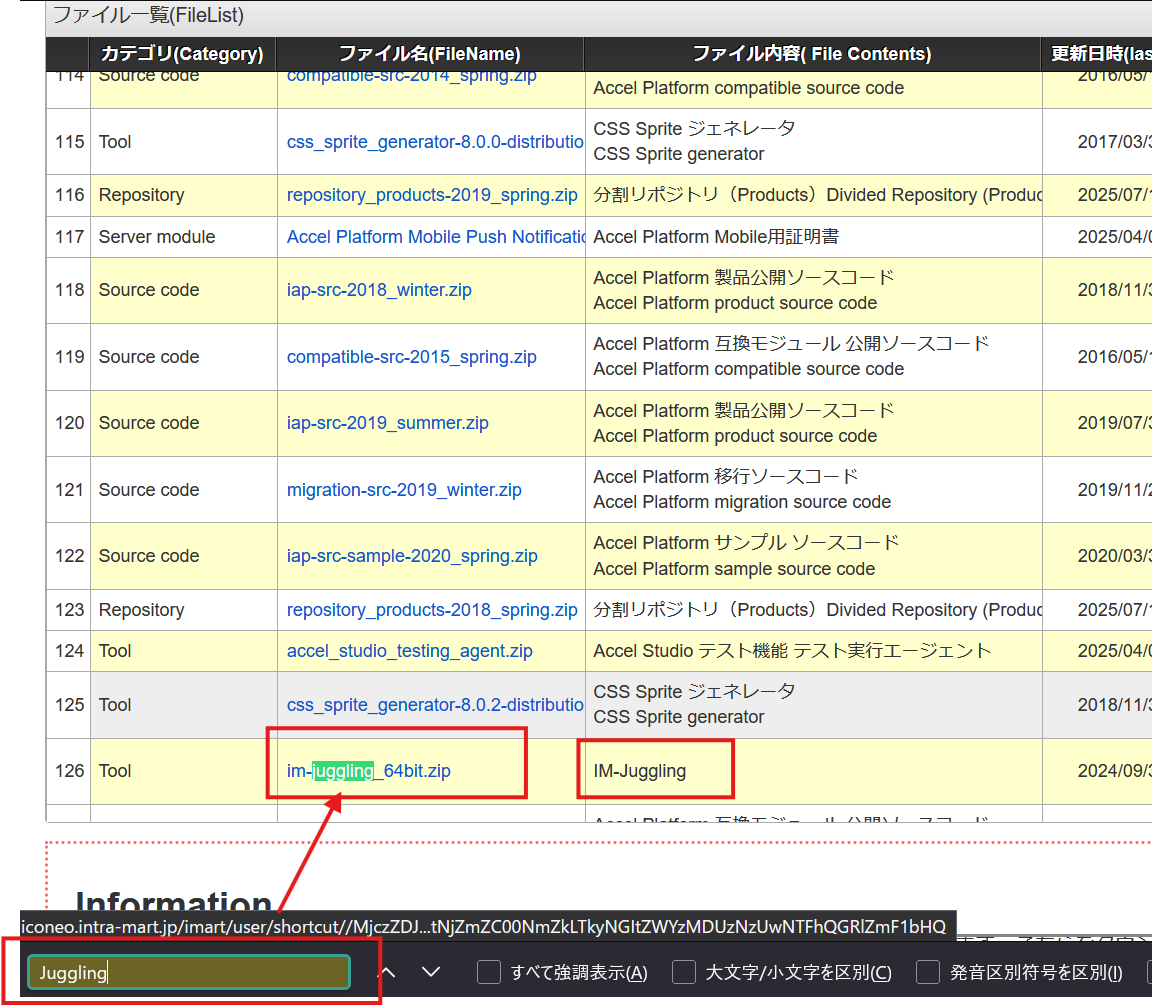 ファイル一覧(FileList)
カテゴリ(Category) ファイル名(FileName) ファイル内容( File Contents) 更新日時(las
114 Source code compatible-src-2014_spring.zip Accel Platform compatible source code 2016/05/
115 Tool css_sprite_generator-8.0.0-distributio CSS Sprite ジェネレータ 2017/03/3
CSS Sprite generator
116 Repository repository_products-2019_spring.zip 分割リポジトリ（Products）Divided Repository (Produc 2025/07/1
117 Server module Accel Platform Mobile Push Notificatio Accel Platform Mobile用証明書 2025/04/0
118 Source code iap-src-2018_winter.zip Accel Platform 製品公開ソースコード 2018/11/3
Accel Platform product source code
119 Source code compatible-src-2015_spring.zip Accel Platform 互換モジュール 公開ソースコード 2016/05/1
Accel Platform compatible source code
120 Source code iap-src-2019_summer.zip Accel Platform 製品公開ソースコード 2019/07/3
Accel Platform product source code
121 Source code migration-src-2019_winter.zip Accel Platform 移行ソースコード 2019/11/2
Accel Platform migration source code
122 Source code iap-src-sample-2020_spring.zip Accel Platform サンプル ソースコード 2020/03/3
Accel Platform sample source code
123 Repository repository_products-2018_spring.zip 分割リポジトリ（Products）Divided Repository (Produc 2025/07/1
124 Tool accel_studio_testing_agent.zip Accel Studio テスト機能 テスト実行エージェント 2025/04/0
125 Tool css_sprite_generator-8.0.2-distributio CSS Sprite ジェネレータ 2018/11/3
CSS Sprite generator
126 Tool im-juggling_64bit.zip IM-Juggling 2024/09/3
Accel Platform 互換モジュール 公開ソースコード
Information
iconeo.intra-mart.jp/imart/user/shortcut//MjczZDJ...tNjZmZC00NmZkLTkyNGItZWYzMDUzNzUwNTFhQGRlZmF1bHQ
Juggling すべて強調表示(A) 大文字/小文字を区別(C) 発音区別符号を区別(I)